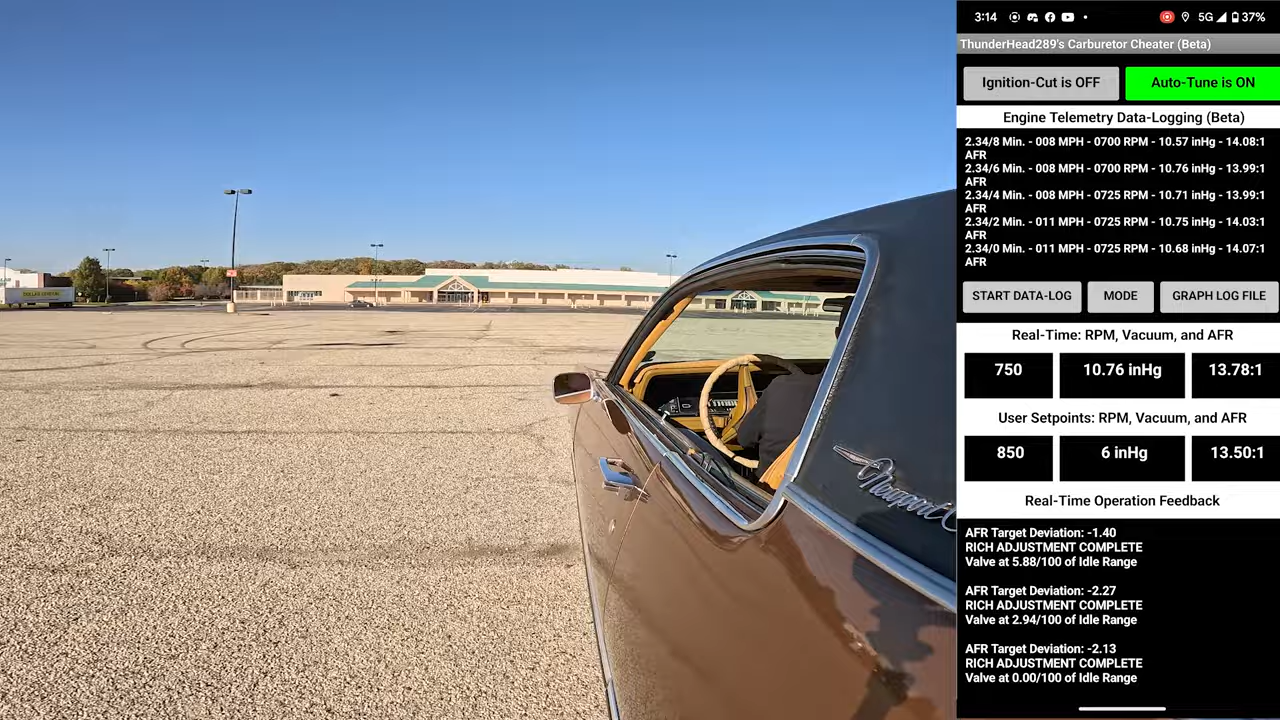 3:14
5G
37%
ThunderHead289's Carburetor Cheater (Beta)
Ignition-Cut is OFF
Auto-Tune is ON
Engine Telemetry Data-Logging (Beta)
2.34/8 Min. - 008 MPH - 0700 RPM - 10.57 inHg - 14.08:1
AFR
2.34/6 Min. - 008 MPH - 0700 RPM - 10.76 inHg - 13.99:1
AFR
2.34/4 Min. - 008 MPH - 0725 RPM - 10.71 inHg - 13.99:1
AFR
2.34/2 Min. - 011 MPH - 0725 RPM - 10.75 inHg - 14.03:1
AFR
2.34/0 Min. - 011 MPH - 0725 RPM - 10.68 inHg - 14.07:1
AFR
START DATA-LOG
MODE
GRAPH LOG FILE
Real-Time: RPM, Vacuum, and AFR
750
10.76 inHg
13.78:1
User Setpoints: RPM, Vacuum, and AFR
850
6 inHg
13.50:1
Real-Time Operation Feedback
AFR Target Deviation: -1.40
RICH ADJUSTMENT COMPLETE
Valve at 5.88/100 of Idle Range
AFR Target Deviation: -2.27
RICH ADJUSTMENT COMPLETE
Valve at 2.94/100 of Idle Range
AFR Target Deviation: -2.13
RICH ADJUSTMENT COMPLETE
Valve at 0.00/100 of Idle Range
Newport C